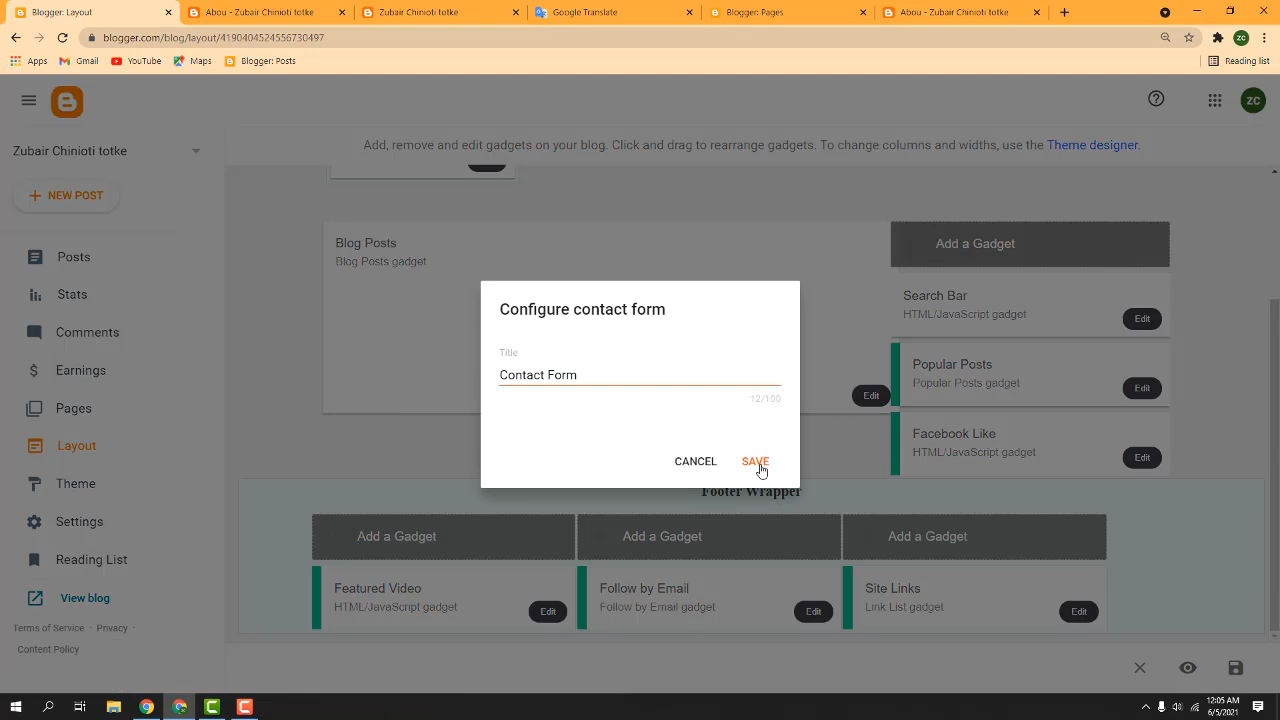 Blogger: Layout
Abou - Zubair Chinioti totke
Zubair Chinioti totke
Google Translate
Blogger: Pages
Abou - Zubair Chinioti totke
blogger.com/blog/layout/4190404524556730497
ZC
Apps
Gmail
YouTube
Maps
Blogger: Posts
Reading list
ZC
Zubair Chinioti totke
Add, remove and edit gadgets on your blog. Click and drag to rearrange gadgets. To change columns and widths, use the Theme designer.
NEW POST
Posts
Stats
Comments
Earnings
Pages
Layout
Theme
Settings
Reading List
View blog
Terms of Service · Privacy ·
Content Policy
Blog Posts
Blog Posts gadget
Edit
Add a Gadget
Search Bar
HTML/JavaScript gadget
Edit
Popular Posts
Popular Posts gadget
Edit
Facebook Like
HTML/JavaScript gadget
Edit
Configure contact form
Title
Contact Form
12/100
CANCEL
SAVE
Footer Wrapper
Add a Gadget
Add a Gadget
Add a Gadget
Featured Video
HTML/JavaScript gadget
Edit
Follow by Email
Follow by Email gadget
Edit
Site Links
Link List gadget
Edit
12:05 AM
6/5/2021